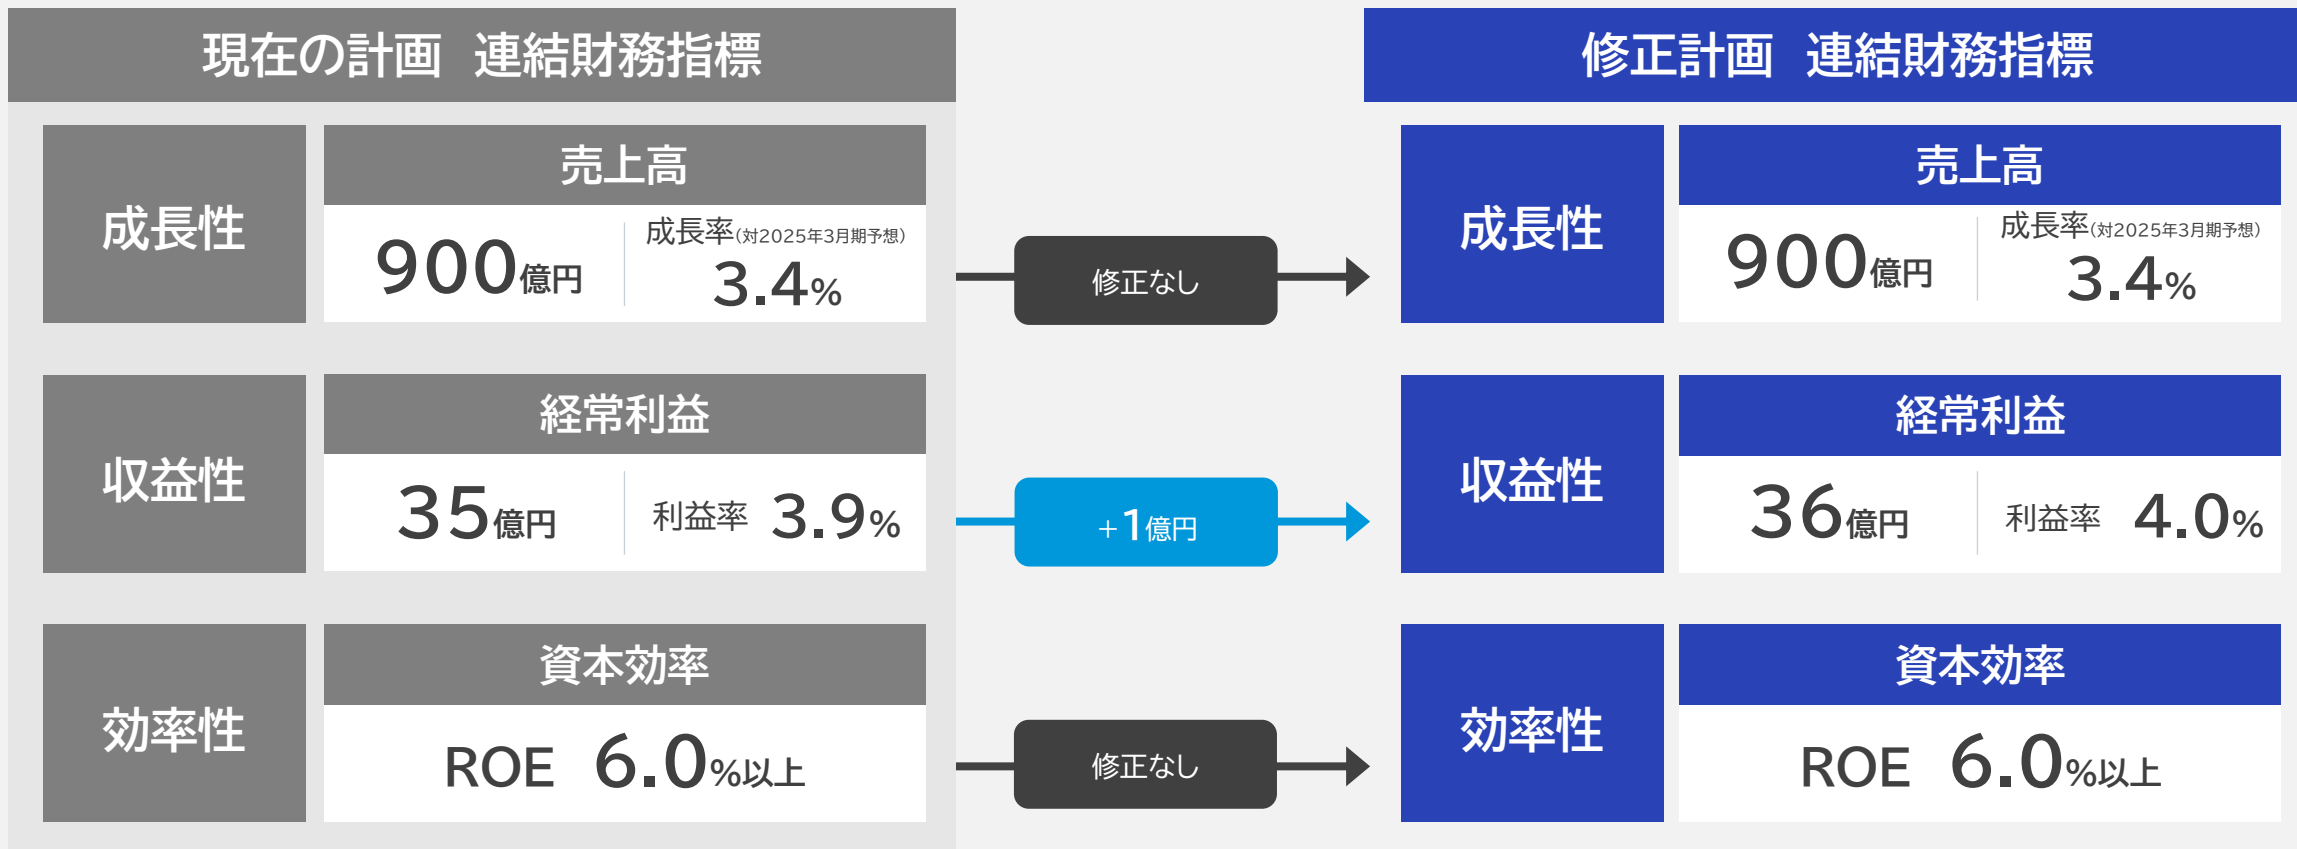 現在の計画　連結財務指標
成長性
売上高
900億円
成長率(対2025年3月期予想)
3.4%
収益性
経常利益
35億円
利益率 3.9%
効率性
資本効率
ROE 6.0%以上
修正なし
+1億円
修正なし
修正計画　連結財務指標
成長性
売上高
900億円
成長率(対2025年3月期予想)
3.4%
収益性
経常利益
36億円
利益率 4.0%
効率性
資本効率
ROE 6.0%以上